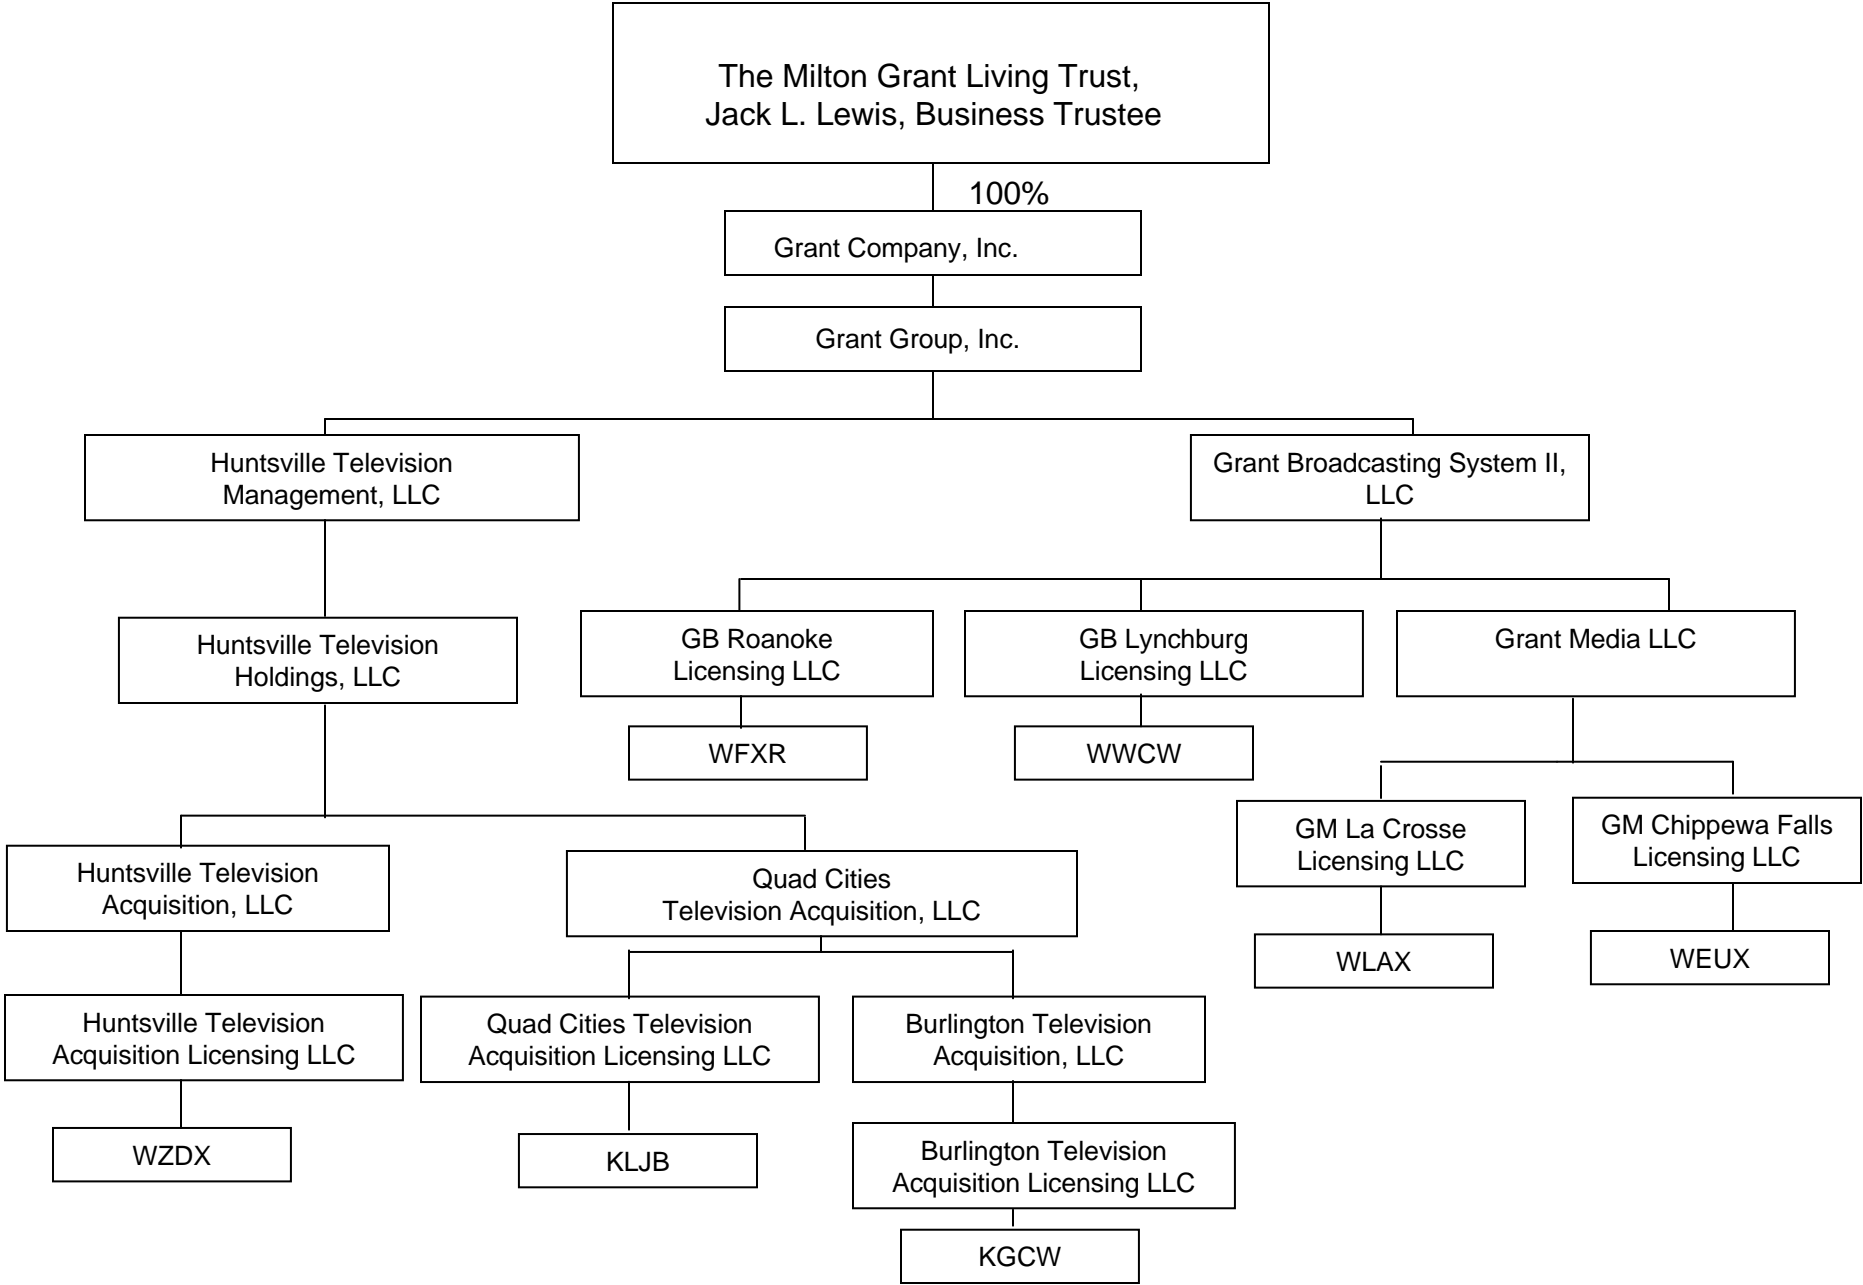 The Milton Grant Living Trust,
Jack L. Lewis, Business Trustee
100%
Grant Company, Inc.
Grant Group, Inc.
Huntsville Television
Management, LLC
Grant Broadcasting System II,
LLC
Huntsville Television
Holdings, LLC
GB Roanoke
Licensing LLC
GB Lynchburg
Licensing LLC
Grant Media LLC
WFXR
WWCW
GM La Crosse
Licensing LLC
GM Chippewa Falls
Licensing LLC
Huntsville Television
Acquisition, LLC
Quad Cities
Television Acquisition, LLC
WLAX
WEUX
Huntsville Television
Acquisition Licensing LLC
Quad Cities Television
Acquisition Licensing LLC
Burlington Television
Acquisition, LLC
WZDX
KLJB
Burlington Television
Acquisition Licensing LLC
KGCW